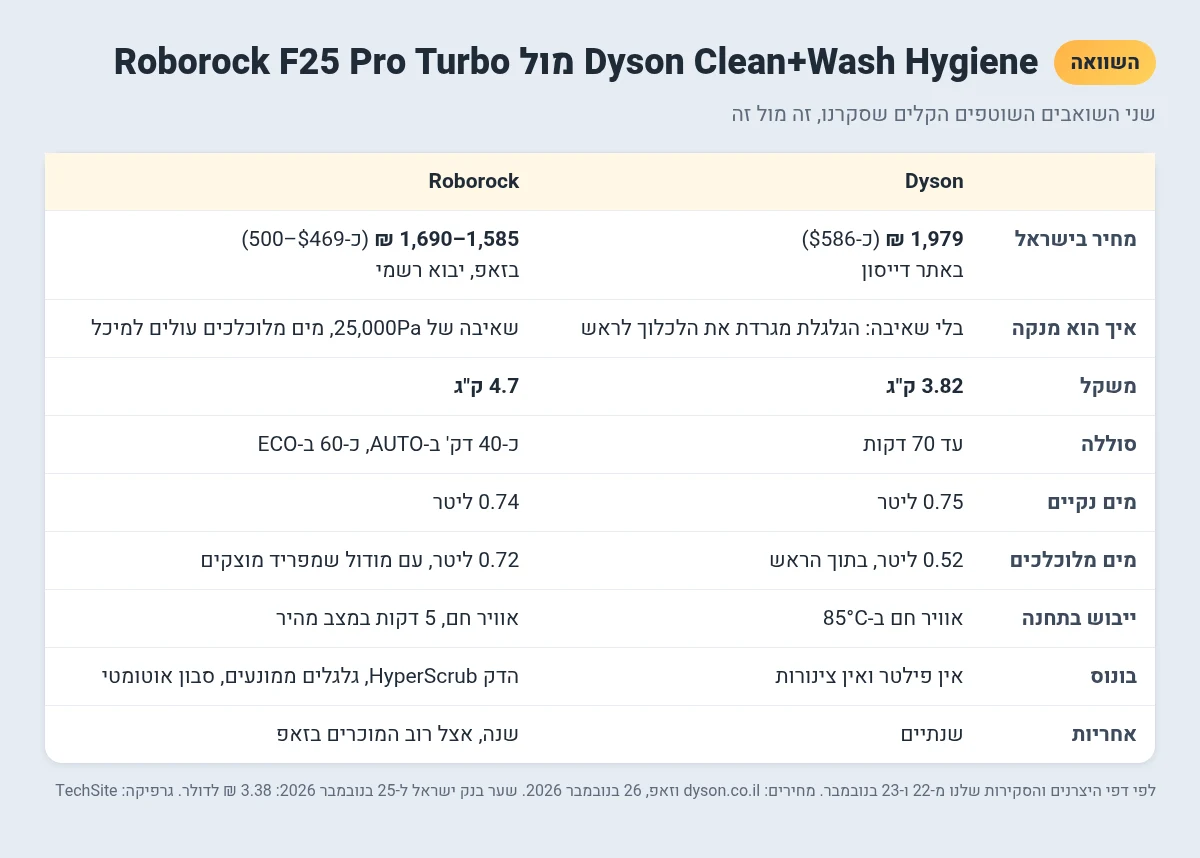 השוואה
Dyson Clean+Wash Hygiene מול Roborock F25 Pro Turbo
שני השואבים השוטפים הקלים שסקרנו, זה מול זה
Dyson
Roborock
מחיר בישראל
1,979 ₪ (כ-$586)
באתר דייסון
1,585–1,690 ₪ (כ-$469–500)
בזאפ, יבוא רשמי
איך הוא מנקה
בלי שאיבה: הגלגלת מגרדת את הלכלוך לראש
שאיבה של 25,000Pa, מים מלוכלכים עולים למיכל
משקל
3.82 ק"ג
4.7 ק"ג
סוללה
עד 70 דקות
כ-40 דק' ב-AUTO, כ-60 ב-ECO
מים נקיים
0.75 ליטר
0.74 ליטר
מים מלוכלכים
0.52 ליטר, בתוך הראש
0.72 ליטר, עם מודול שמפריד מוצקים
ייבוש בתחנה
אוויר חם ב-85°C
אוויר חם, 5 דקות במצב מהיר
בונוס
אין פילטר ואין צינורות
הדק HyperScrub, גלגלים ממונעים, סבון אוטומטי
אחריות
שנתיים
שנה, אצל רוב המוכרים בזאפ
לפי דפי היצרנים והסקירות שלנו מ-22 ו-23 בנובמבר. מחירים: dyson.co.il וזאפ, 26 בנובמבר 2026. שער בנק ישראל ל-25 בנובמבר 2026: 3.38 ₪ לדולר. גרפיקה: TechSite